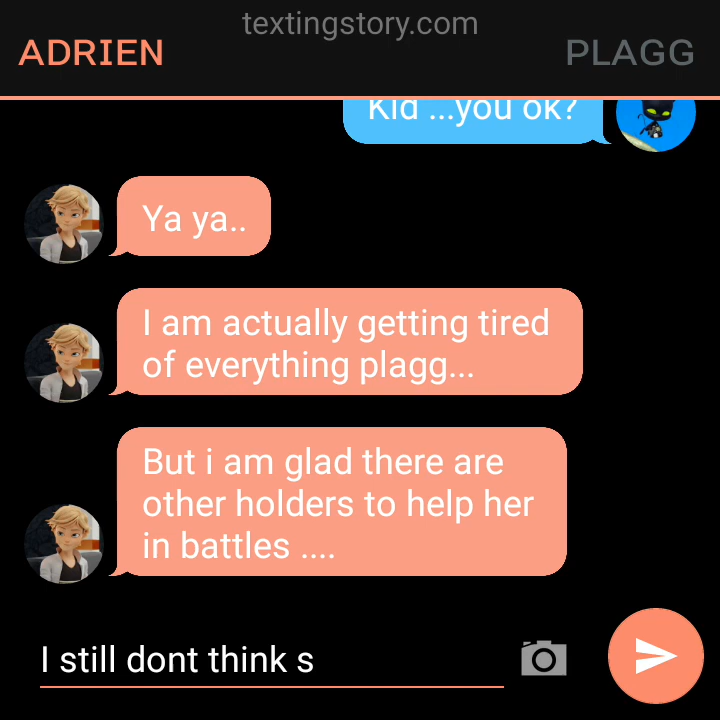 textingstory.com
ADRIEN
PLAGG
Kid ...you ok?
Ya ya..
I am actually getting tired
of everything plagg...
But i am glad there are
other holders to help her
in battles ....
I still dont think s